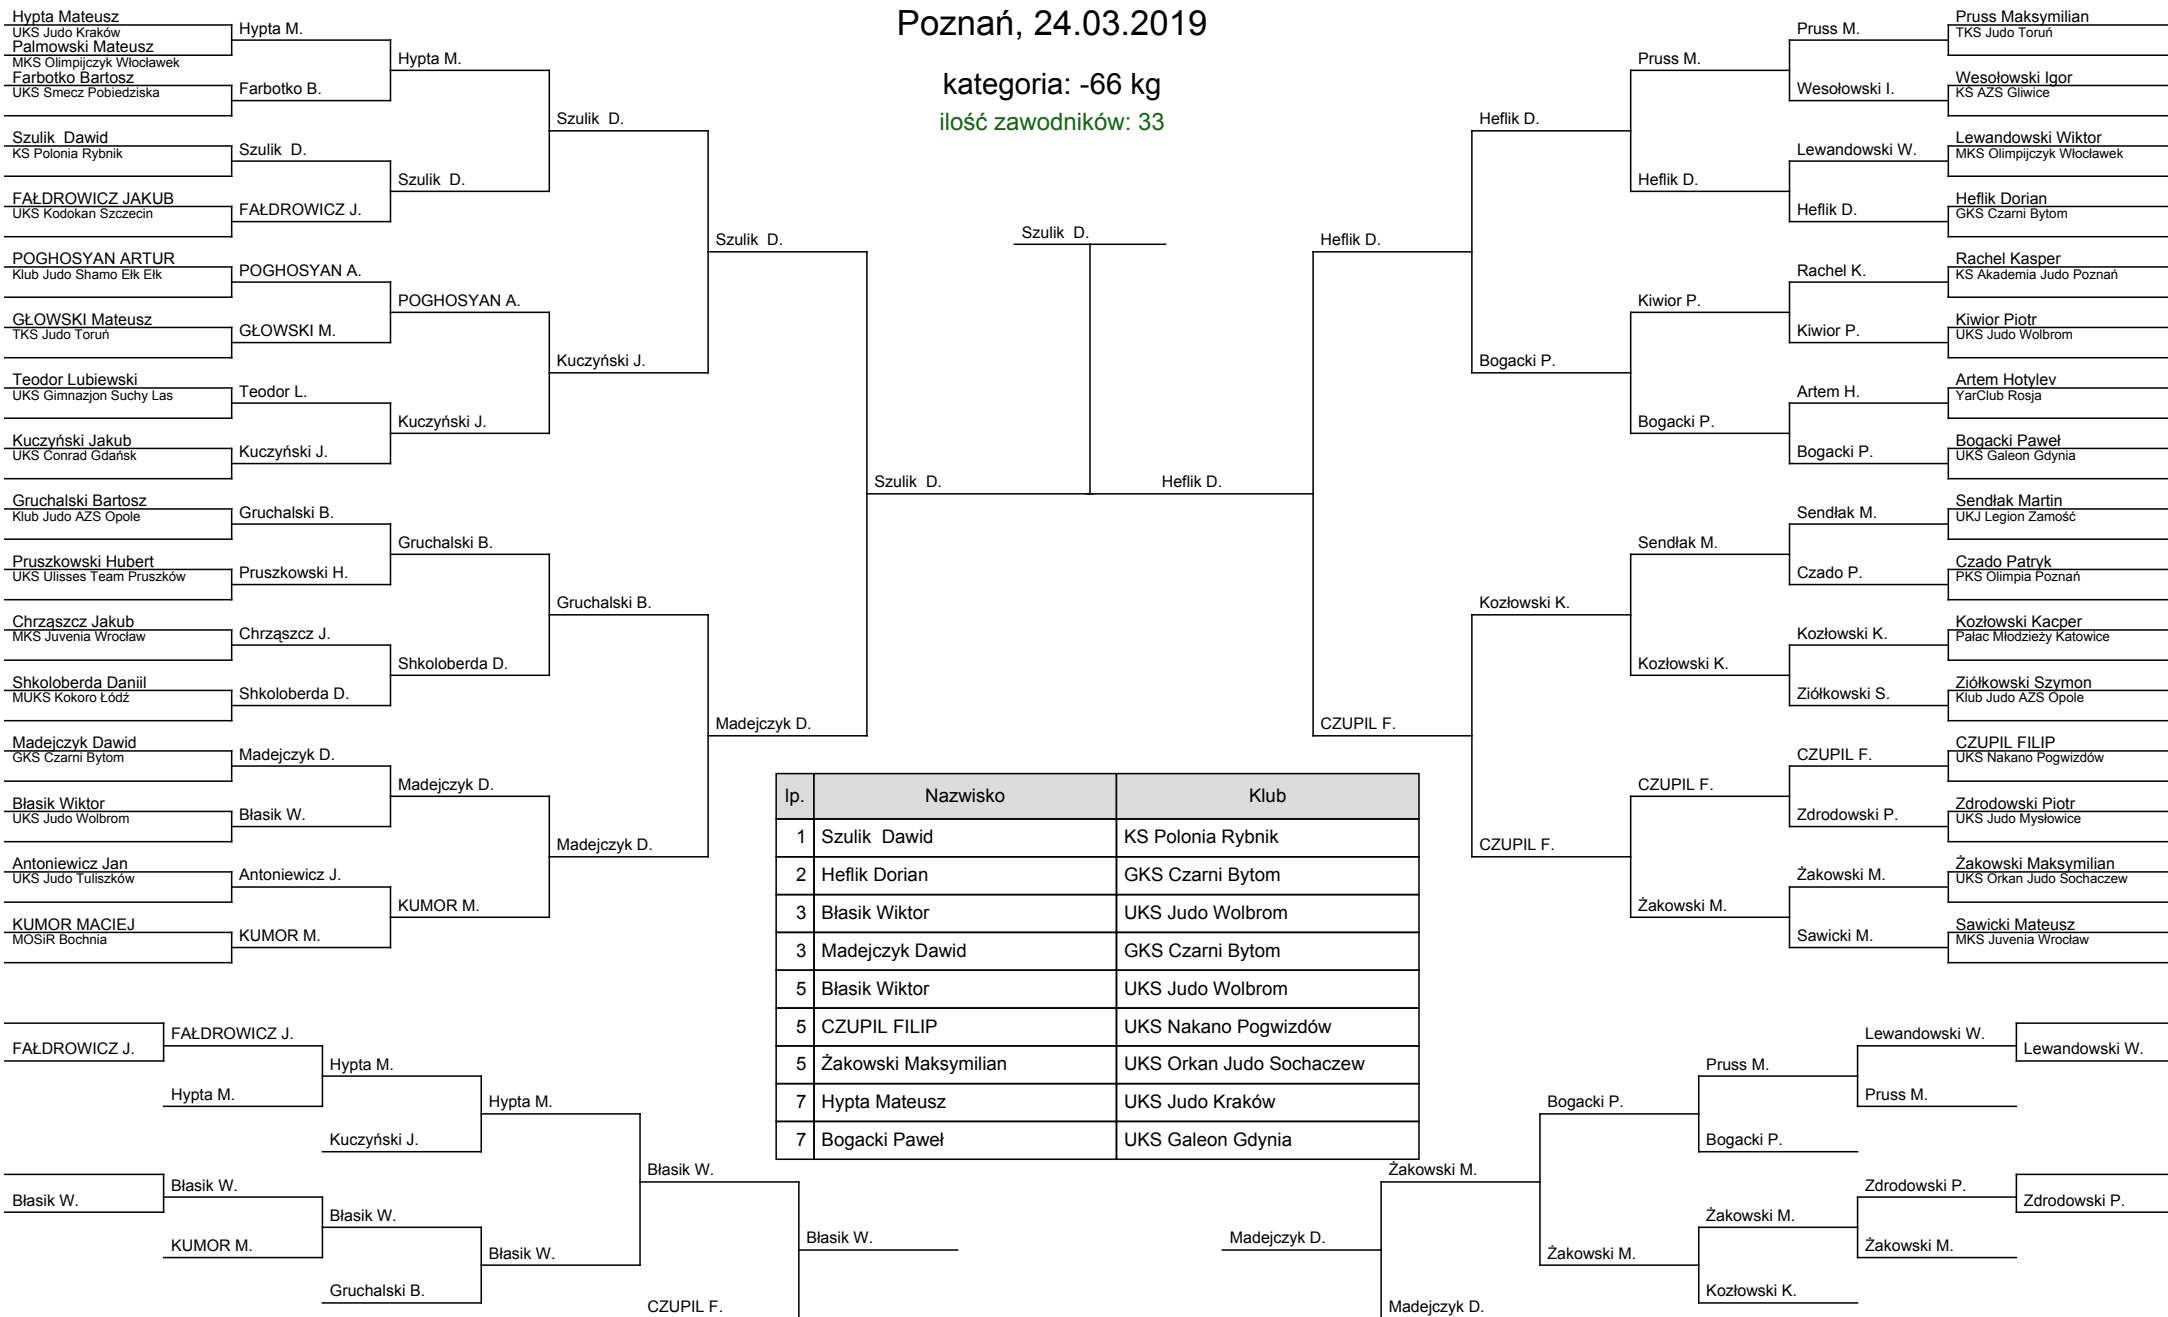 Poznań, 24.03.2019
kategoria: -66 kg
ilość zawodników: 33
Hypta Mateusz
UKS Judo Kraków
Palmowski Mateusz
MKS Olimpijczyk Włocławek
Farbotko Bartosz
UKS Smecz Pobiedziska
Szulik Dawid
KS Polonia Rybnik
FAŁDROWICZ JAKUB
UKS Kodokan Szczecin
POGHOSYAN ARTUR
Klub Judo Shamo Ełk Ełk
GŁOWSKI Mateusz
TKS Judo Toruń
Teodor Lubiewski
UKS Gimnazjon Suchy Las
Kuczyński Jakub
UKS Conrad Gdańsk
Gruchalski Bartosz
Klub Judo AZS Opole
Pruszkowski Hubert
UKS Ulisses Team Pruszków
Chrząszcz Jakub
MKS Juvenia Wrocław
Shkoloberda Daniil
MUKS Kokoro Łódź
Madejczyk Dawid
GKS Czarni Bytom
Błasik Wiktor
UKS Judo Wolbrom
Antoniewicz Jan
UKS Judo Tuliszków
KUMOR MACIEJ
MOSiR Bochnia
Hypta M.
Farbotko B.
Szulik D.
FAŁDROWICZ J.
POGHOSYAN A.
GŁOWSKI M.
Teodor L.
Kuczyński J.
Gruchalski B.
Pruszkowski H.
Chrząszcz J.
Shkoloberda D.
Madejczyk D.
Błasik W.
Antoniewicz J.
KUMOR M.
Hypta M.
Szulik D.
POGHOSYAN A.
Kuczyński J.
Gruchalski B.
Shkoloberda D.
Madejczyk D.
KUMOR M.
Szulik D.
Kuczyński J.
Gruchalski B.
Madejczyk D.
Szulik D.
Madejczyk D.
Szulik D.
Szulik D.
Heflik D.
Heflik D.
CZUPIL F.
Heflik D.
Bogacki P.
Kozłowski K.
CZUPIL F.
Pruss M.
Heflik D.
Kiwior P.
Bogacki P.
Sendłak M.
Kozłowski K.
CZUPIL F.
Żakowski M.
Pruss M.
Wesołowski I.
Lewandowski W.
Heflik D.
Rachel K.
Kiwior P.
Artem H.
Bogacki P.
Sendłak M.
Czado P.
Kozłowski K.
Ziółkowski S.
CZUPIL F.
Zdrodowski P.
Żakowski M.
Sawicki M.
Pruss Maksymilian
TKS Judo Toruń
Wesołowski Igor
KS AZS Gliwice
Lewandowski Wiktor
MKS Olimpijczyk Włocławek
Heflik Dorian
GKS Czarni Bytom
Rachel Kasper
KS Akademia Judo Poznań
Kiwior Piotr
UKS Judo Wolbrom
Artem Hotylev
YarClub Rosja
Bogacki Paweł
UKS Galeon Gdynia
Sendłak Martin
UKJ Legion Zamość
Czado Patryk
PKS Olimpia Poznań
Kozłowski Kacper
Pałac Młodzieży Katowice
Ziółkowski Szymon
Klub Judo AZS Opole
CZUPIL FILIP
UKS Nakano Pogwizdów
Zdrodowski Piotr
UKS Judo Mysłowice
Żakowski Maksymilian
UKS Orkan Judo Sochaczew
Sawicki Mateusz
MKS Juvenia Wrocław
lp. Nazwisko Klub
1 Szulik Dawid KS Polonia Rybnik
2 Heflik Dorian GKS Czarni Bytom
3 Błasik Wiktor UKS Judo Wolbrom
3 Madejczyk Dawid GKS Czarni Bytom
5 Błasik Wiktor UKS Judo Wolbrom
5 CZUPIL FILIP UKS Nakano Pogwizdów
5 Żakowski Maksymilian UKS Orkan Judo Sochaczew
7 Hypta Mateusz UKS Judo Kraków
7 Bogacki Paweł UKS Galeon Gdynia
FAŁDROWICZ J.
Błasik W.
FAŁDROWICZ J.
Hypta M.
Błasik W.
KUMOR M.
Hypta M.
Kuczyński J.
Błasik W.
Gruchalski B.
Hypta M.
Błasik W.
Błasik W.
CZUPIL F.
Błasik W.
Madejczyk D.
Żakowski M.
Madejczyk D.
Bogacki P.
Żakowski M.
Pruss M.
Bogacki P.
Żakowski M.
Kozłowski K.
Lewandowski W.
Pruss M.
Zdrodowski P.
Żakowski M.
Lewandowski W.
Zdrodowski P.